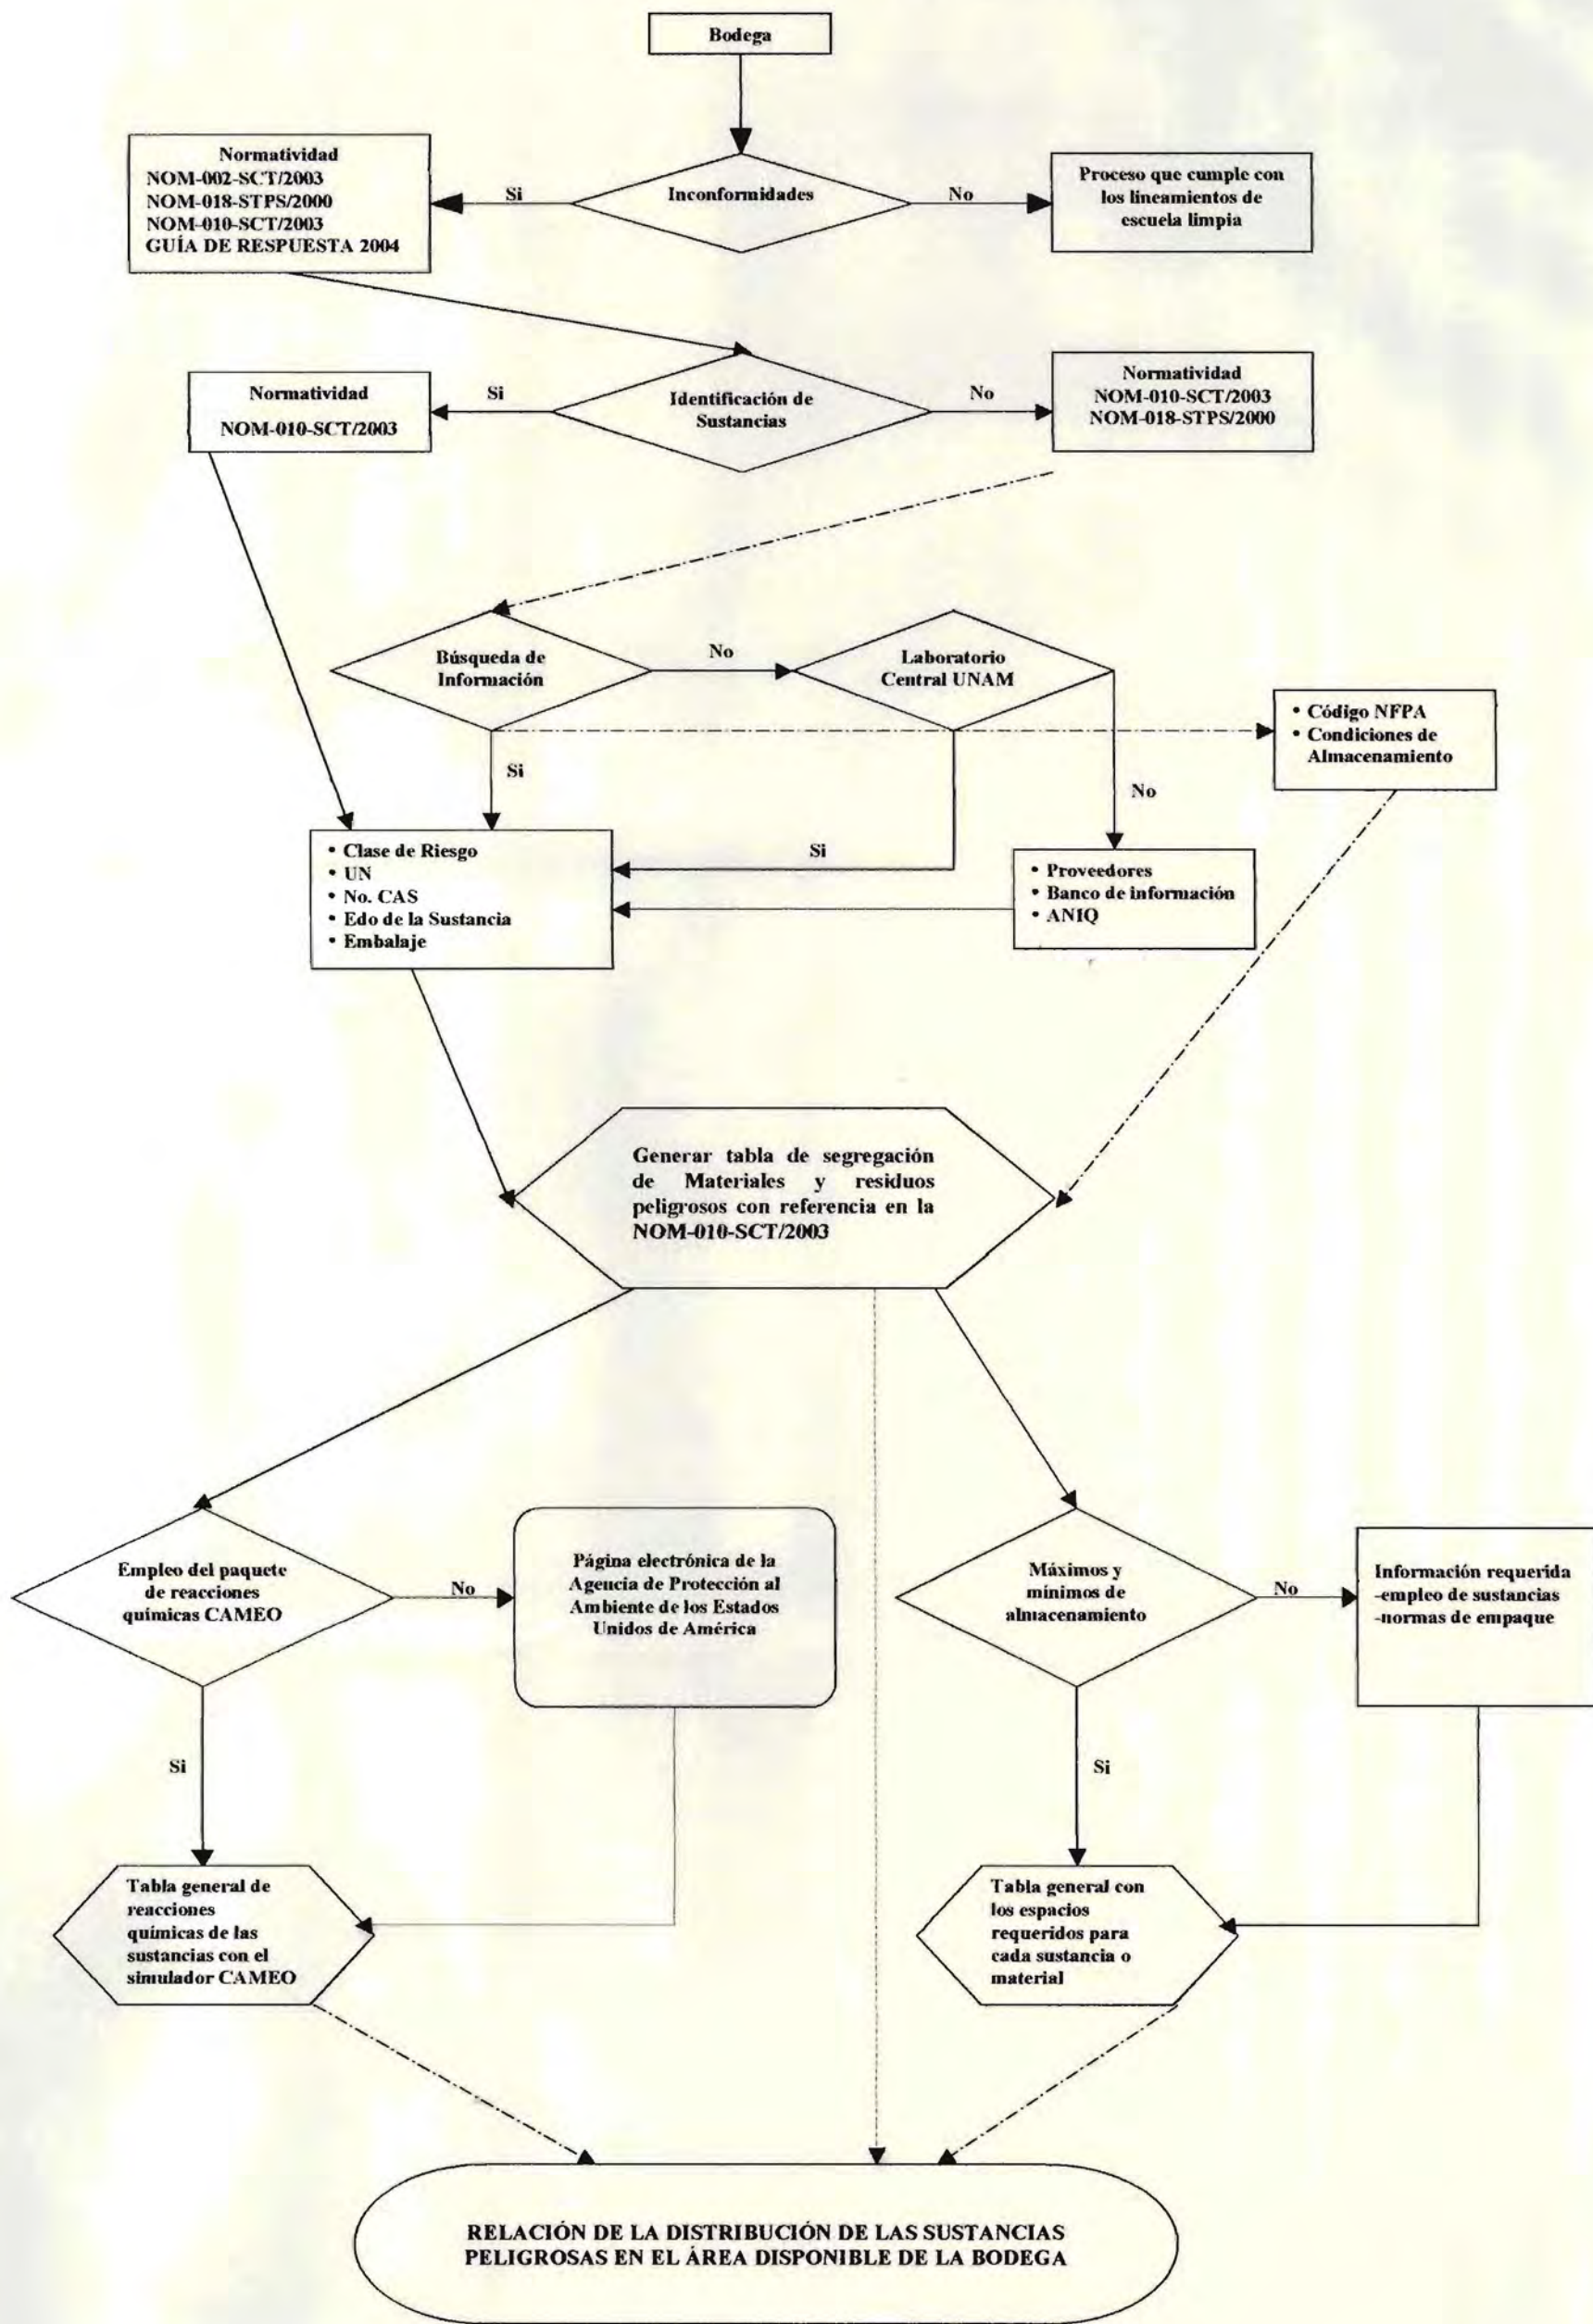 Bodega
Normatividad
NOM-002-SCT/2003
NOM-018-STPS/2000
NOM-010-SCT/2003
GUÍA DE RESPUESTA 2004
Si
Inconformidades
No
Proceso que cumple con
los lineamientos de
escuela limpia
Normatividad
NOM-010-SCT/2003
Si
Identificación de
Sustancias
No
Normatividad
NOM-010-SCT/2003
NOM-018-STPS/2000
Búsqueda de
Información
No
Laboratorio
Central UNAM
• Código NFPA
• Condiciones de
Almacenamiento
Si
No
Si
• Clase de Riesgo
• UN
• No. CAS
• Edo de la Sustancia
• Embalaje
• Proveedores
• Banco de información
• ANIQ
Generar tabla de segregación
de Materiales y residuos
peligrosos con referencia en la
NOM-010-SCT/2003
Empleo del paquete
de reacciones
químicas CAMEO
No
Página electrónica de la
Agencia de Protección al
Ambiente de los Estados
Unidos de América
Máximos y
mínimos de
almacenamiento
No
Información requerida
-empleo de sustancias
-normas de empaque
Si
Si
Tabla general de
reacciones
químicas de las
sustancias con el
simulador CAMEO
Tabla general con
los espacios
requeridos para
cada sustancia o
material
RELACIÓN DE LA DISTRIBUCIÓN DE LAS SUSTANCIAS
PELIGROSAS EN EL ÁREA DISPONIBLE DE LA BODEGA